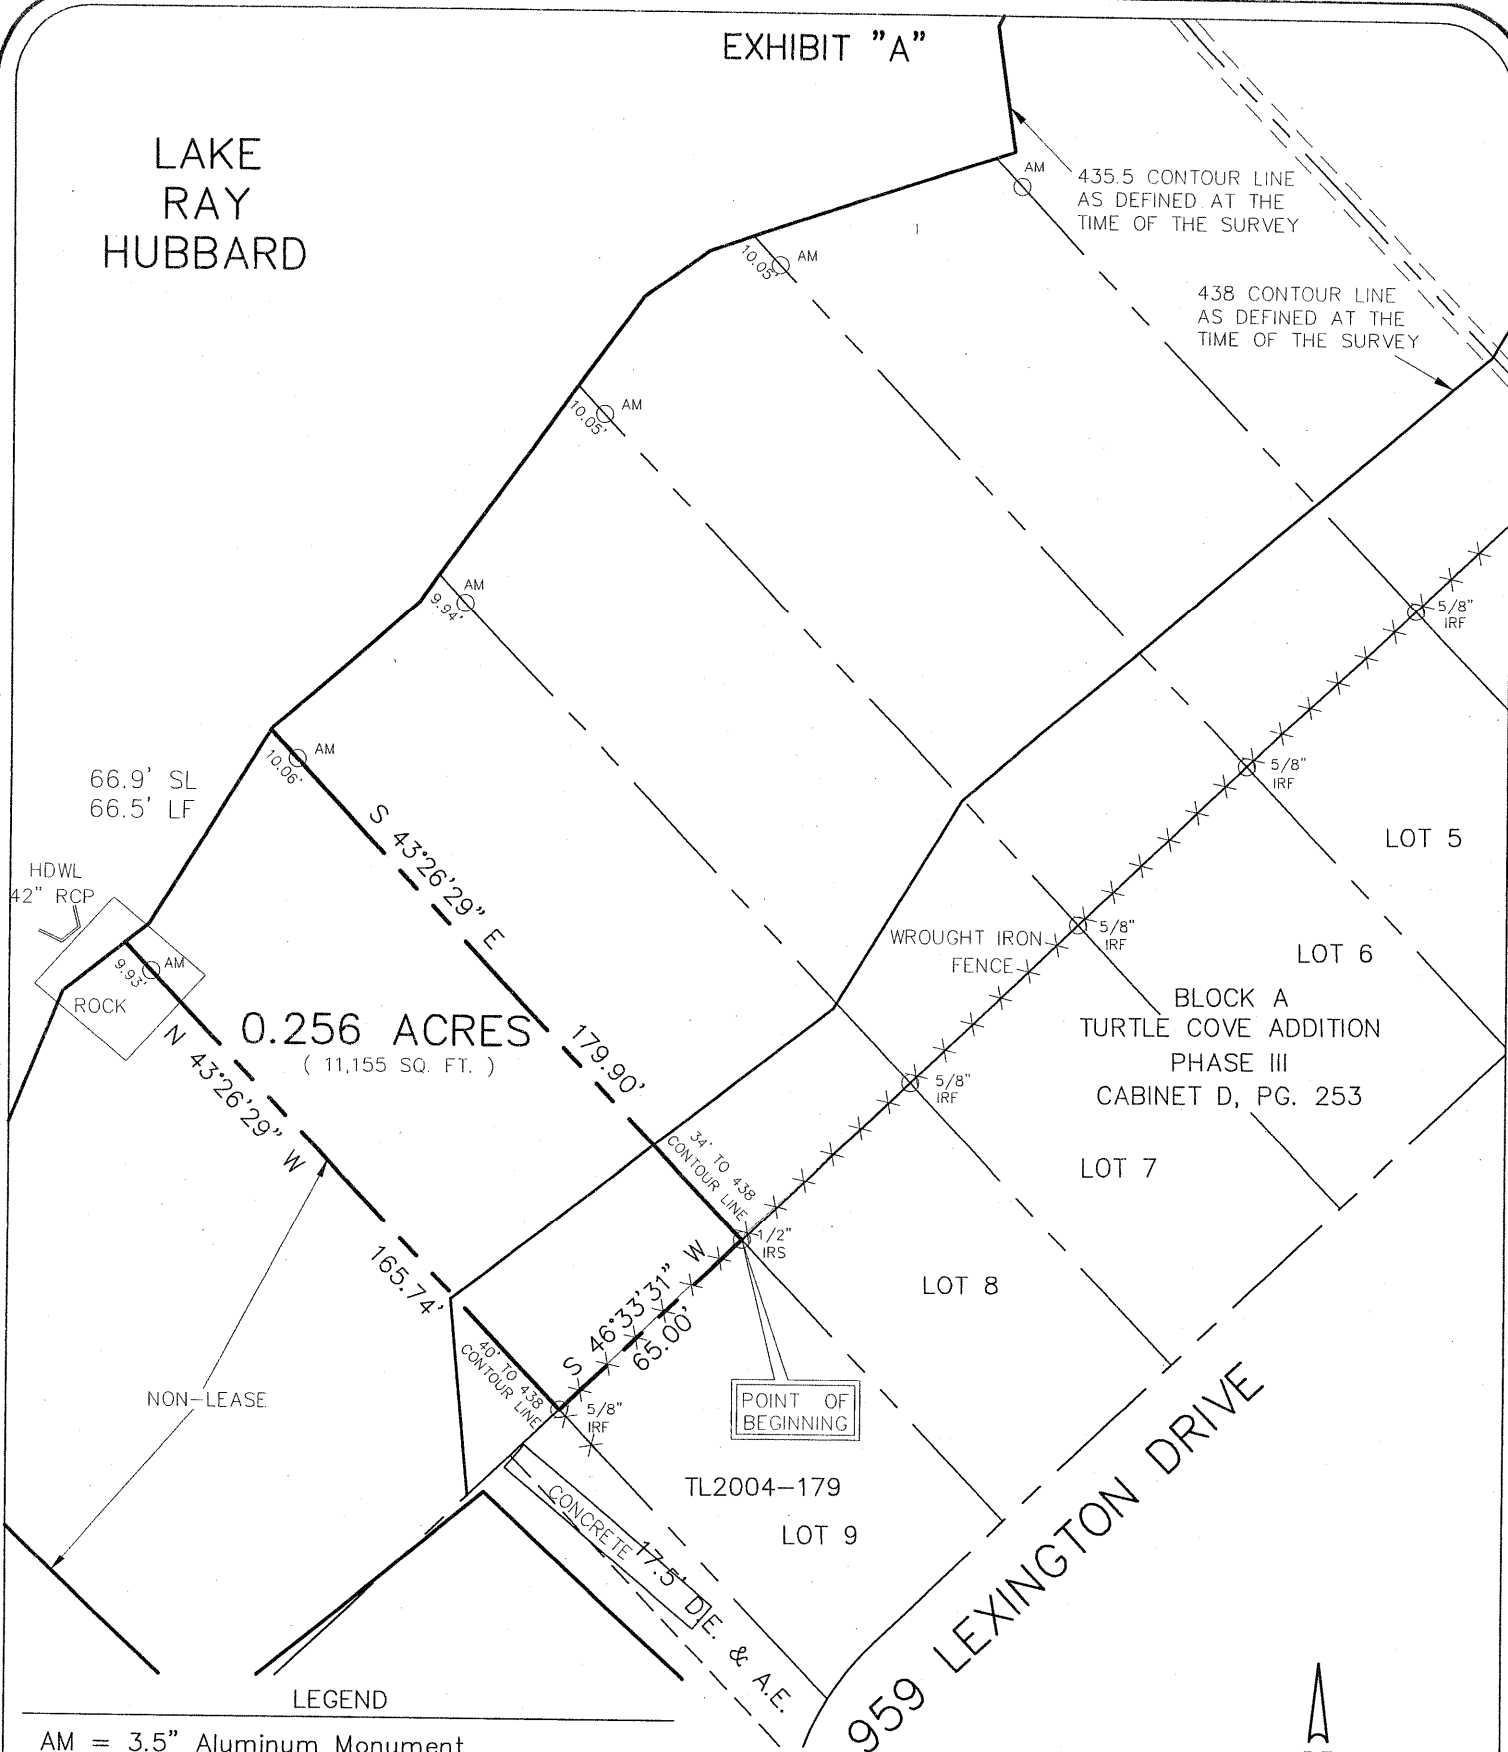 EXHIBIT "A"
LAKE
RAY
HUBBARD
AM
435.5 CONTOUR LINE
AS DEFINED AT THE
TIME OF THE SURVEY
AM
10.05'
438 CONTOUR LINE
AS DEFINED AT THE
TIME OF THE SURVEY
AM
10.05'
AM
9.94'
5/8"
IRF
AM
10.06'
66.9' SL
66.5' LF
5/8"
IRF
S 43°26'29" E
179.90'
LOT 5
HDWL
42" RCP
5/8"
IRF
WROUGHT IRON
FENCE
LOT 6
AM
9.93'
ROCK
BLOCK A
TURTLE COVE ADDITION
PHASE III
CABINET D, PG. 253
0.256 ACRES
( 11,155 SQ. FT. )
N 43°26'29" W
165.74'
5/8"
IRF
LOT 7
34' TO 438
CONTOUR LINE
1/2"
IRS
LOT 8
S 46°33'31" W
65.00'
40' TO 438
CONTOUR LINE
NON-LEASE
5/8"
IRF
POINT OF
BEGINNING
TL2004-179
LOT 9
CONCRETE
17.5' D.E. & A.E.
959 LEXINGTON DRIVE
LEGEND
AM = 3.5" Aluminum Monument